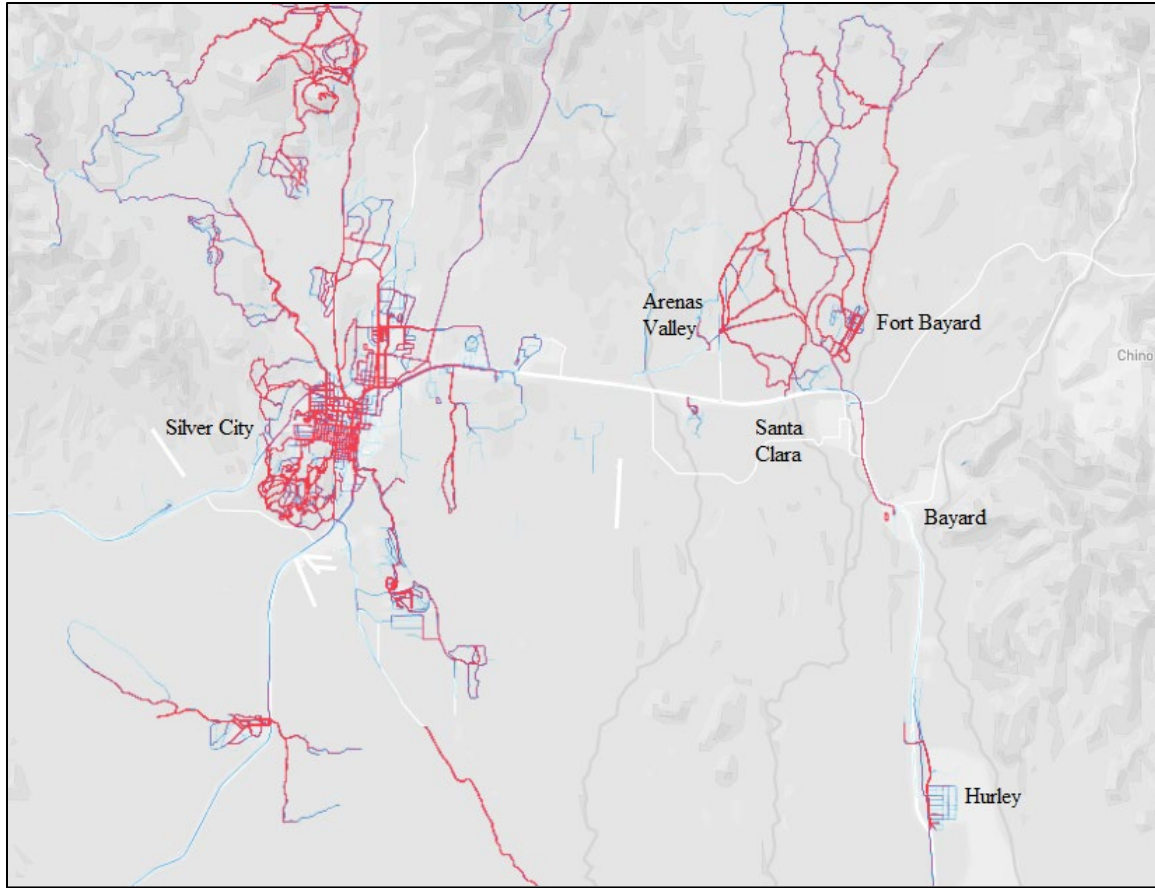 Arenas
Valley
Fort Bayard
Chino
Silver City
Santa
Clara
Bayard
Hurley